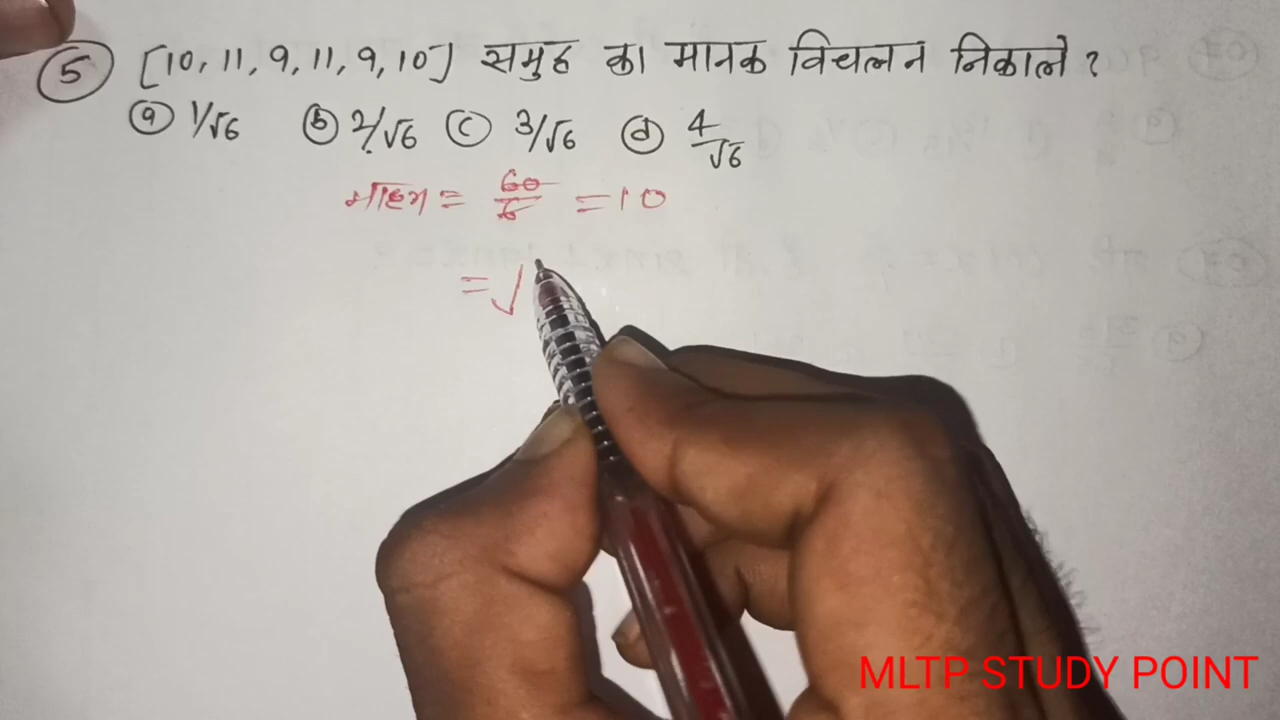 ⑤ [10, 11, 9, 11, 9, 10] समुह का मानक विचलन निकाले ?
ⓐ 1/√6 ⓑ 2/√6 ⓒ 3/√6 ⓓ 4/√6
माध्य = 60/6 = 10
= √
MLTP STUDY POINT